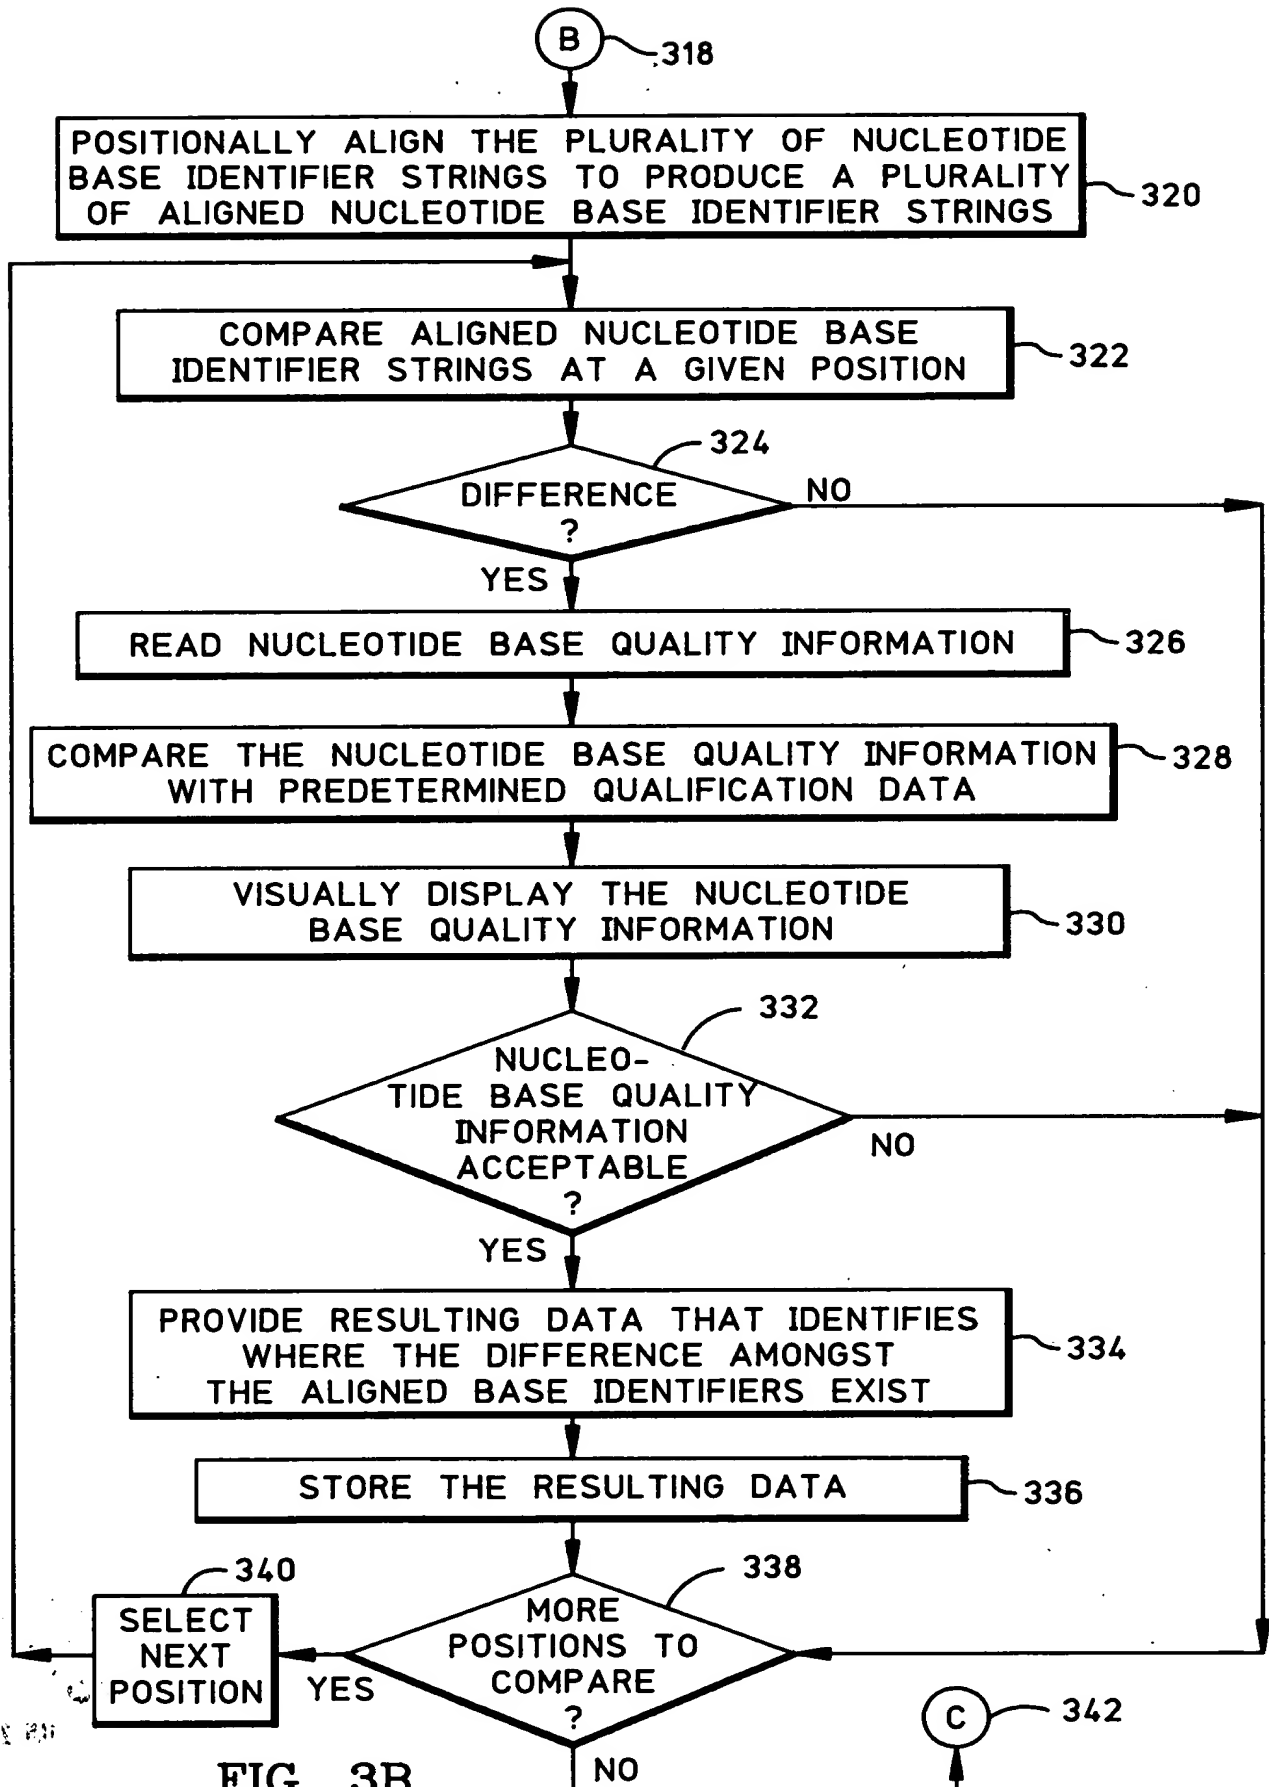 B
318
POSITIONALLY ALIGN THE PLURALITY OF NUCLEOTIDE
BASE IDENTIFIER STRINGS TO PRODUCE A PLURALITY
OF ALIGNED NUCLEOTIDE BASE IDENTIFIER STRINGS
320
COMPARE ALIGNED NUCLEOTIDE BASE
IDENTIFIER STRINGS AT A GIVEN POSITION
322
324
DIFFERENCE
?
NO
YES
READ NUCLEOTIDE BASE QUALITY INFORMATION
326
COMPARE THE NUCLEOTIDE BASE QUALITY INFORMATION
WITH PREDETERMINED QUALIFICATION DATA
328
VISUALLY DISPLAY THE NUCLEOTIDE
BASE QUALITY INFORMATION
330
332
NUCLEO-
TIDE BASE QUALITY
INFORMATION
ACCEPTABLE
?
NO
YES
PROVIDE RESULTING DATA THAT IDENTIFIES
WHERE THE DIFFERENCE AMONGST
THE ALIGNED BASE IDENTIFIERS EXIST
334
STORE THE RESULTING DATA
336
338
MORE
POSITIONS TO
COMPARE
?
340
SELECT
NEXT
POSITION
YES
NO
C
342
FIG. 3B